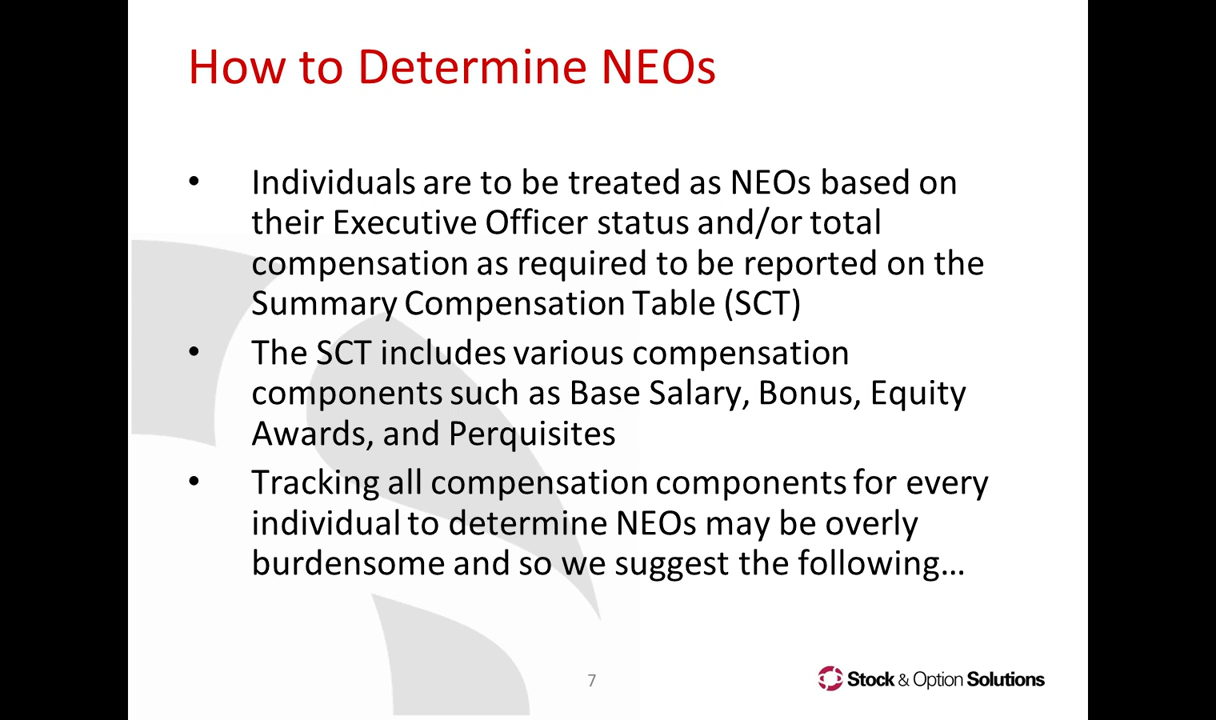 How to Determine NEOs
• Individuals are to be treated as NEOs based on
their Executive Officer status and/or total
compensation as required to be reported on the
Summary Compensation Table (SCT)
• The SCT includes various compensation
components such as Base Salary, Bonus, Equity
Awards, and Perquisites
• Tracking all compensation components for every
individual to determine NEOs may be overly
burdensome and so we suggest the following…
7
Stock & Option Solutions